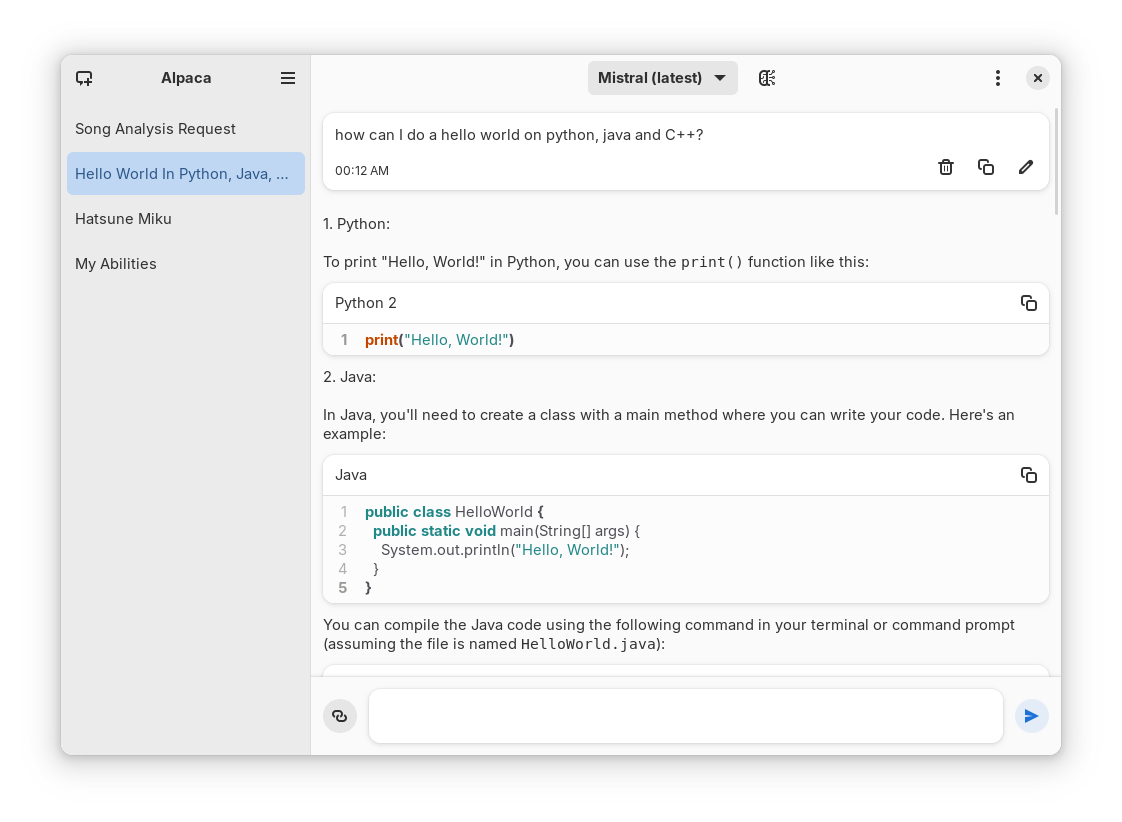 Alpaca
Song Analysis Request
Hello World In Python, Java, ...
Hatsune Miku
My Abilities
Mistral (latest)
how can I do a hello world on python, java and C++?
00:12 AM
1. Python:
To print "Hello, World!" in Python, you can use the print() function like this:
Python 2
1 print("Hello, World!")
2. Java:
In Java, you'll need to create a class with a main method where you can write your code. Here's an
example:
Java
1 public class HelloWorld {
2   public static void main(String[] args) {
3     System.out.println("Hello, World!");
4   }
5 }
You can compile the Java code using the following command in your terminal or command prompt
(assuming the file is named HelloWorld.java):